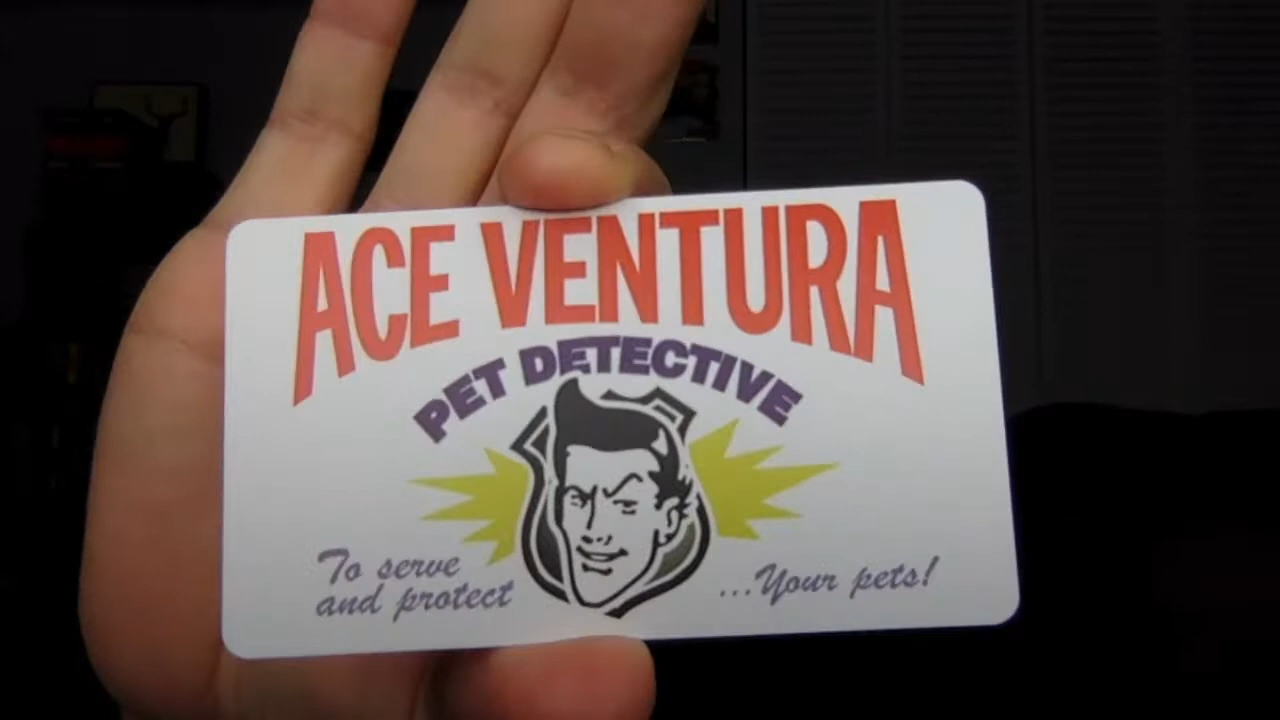 ACE VENTURA
PET DETECTIVE
To serve
and protect
...Your pets!